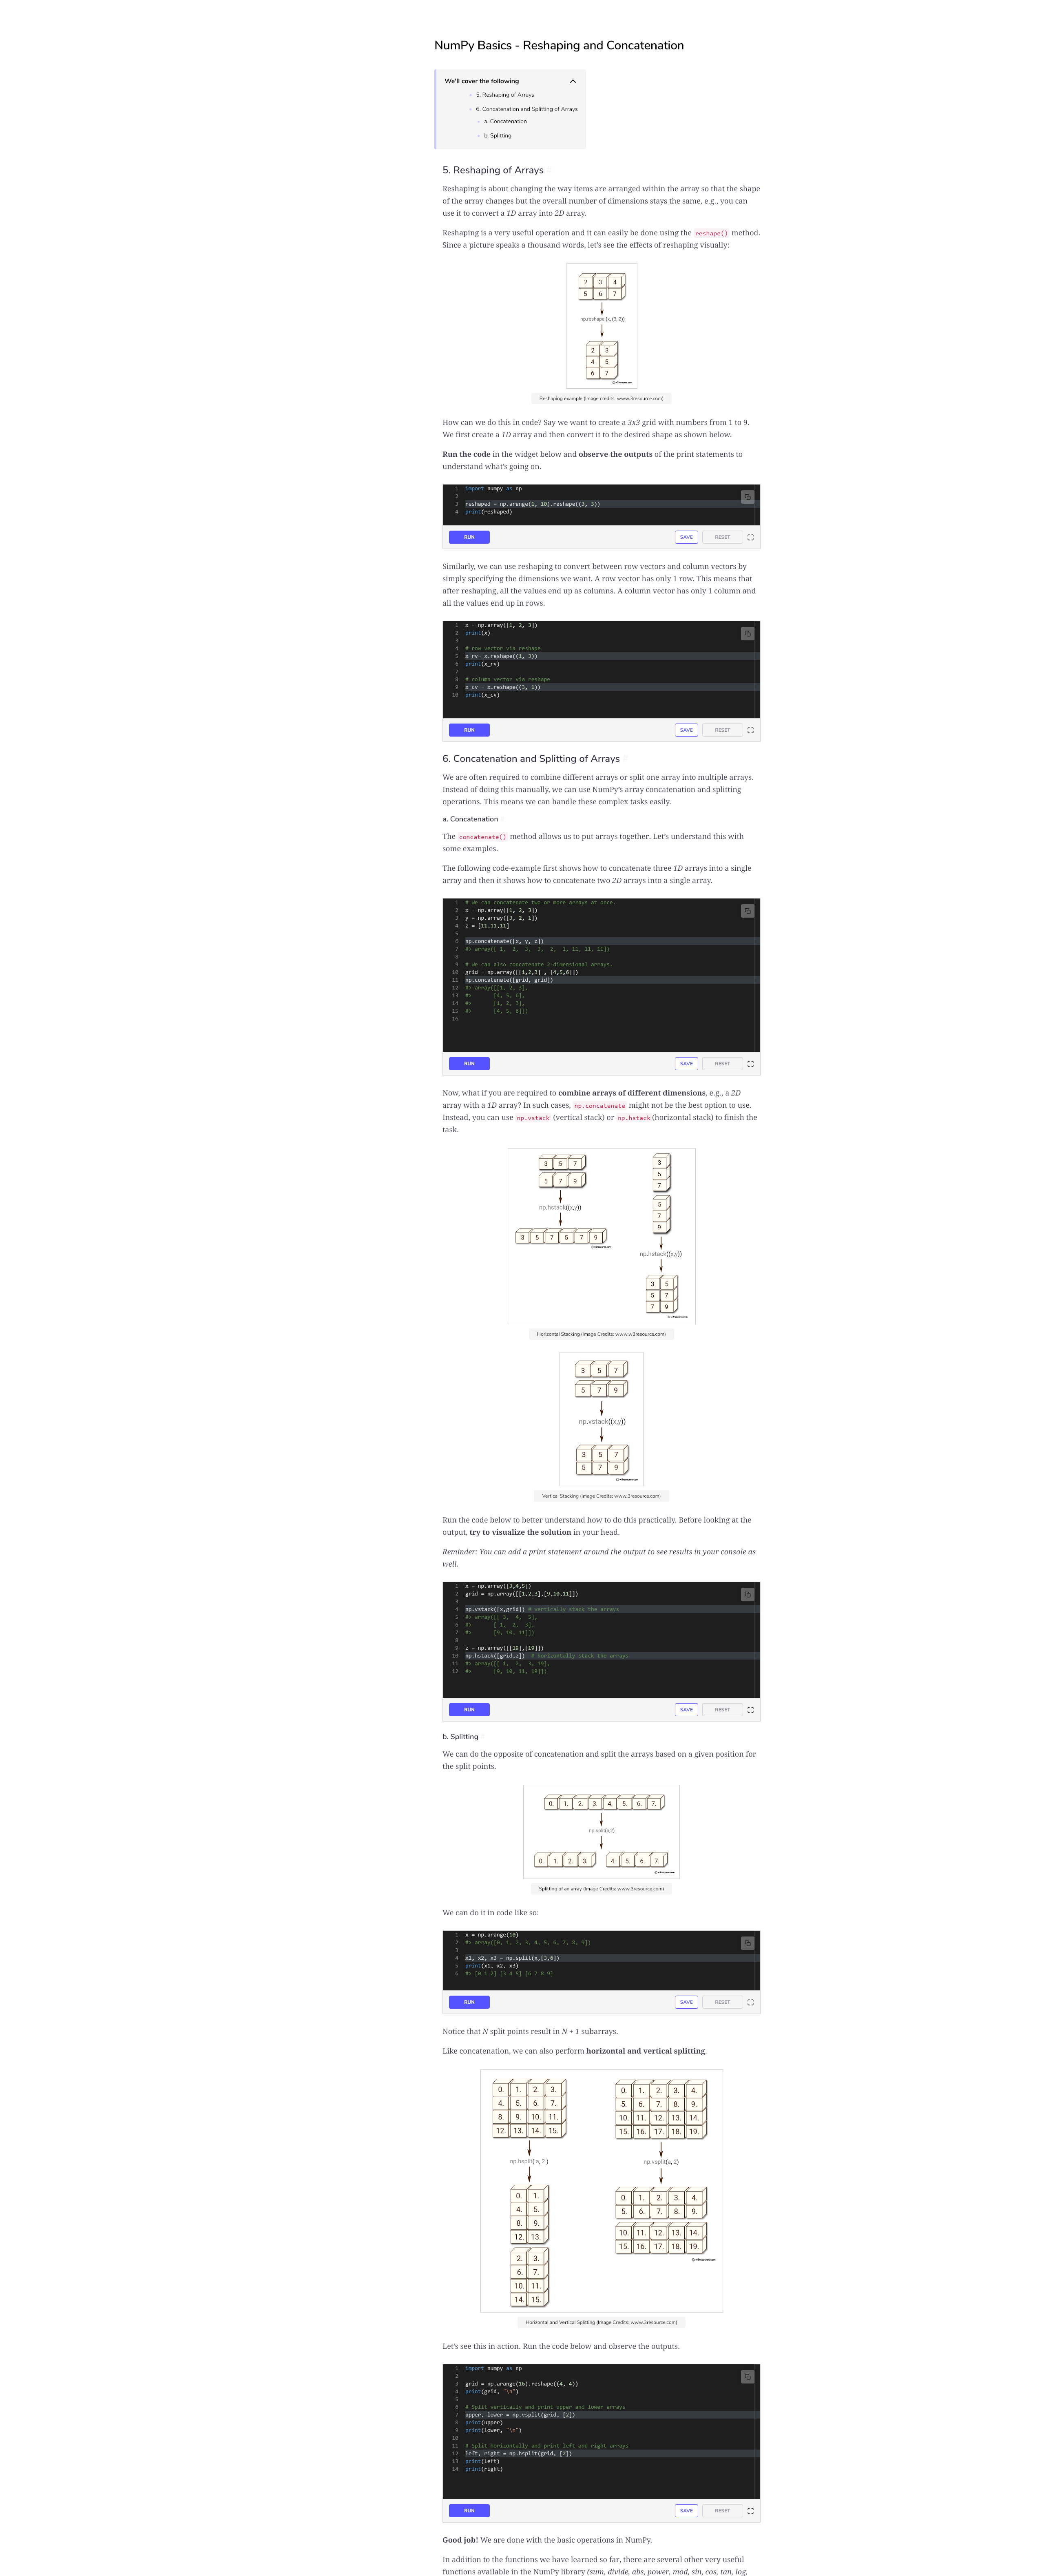 NumPy Basics - Reshaping and Concatenation
We'll cover the following
5. Reshaping of Arrays
6. Concatenation and Splitting of Arrays
a. Concatenation
b. Splitting
5. Reshaping of Arrays
Reshaping is about changing the way items are arranged within the array so that the shape
of the array changes but the overall number of dimensions stays the same, e.g., you can
use it to convert a 1D array into 2D array.
Reshaping is a very useful operation and it can easily be done using the reshape() method.
Since a picture speaks a thousand words, let's see the effects of reshaping visually:
2 3 4
5 6 7
np.reshape (x, (3, 2))
2 3
4 5
6 7
© w3resource.com
Reshaping example (Image credits: www.3resource.com)
How can we do this in code? Say we want to create a 3x3 grid with numbers from 1 to 9.
We first create a 1D array and then convert it to the desired shape as shown below.
Run the code in the widget below and observe the outputs of the print statements to
understand what's going on.
1 import numpy as np
2
3 reshaped = np.arange(1, 10).reshape((3, 3))
4 print(reshaped)
RUN SAVE RESET
Similarly, we can use reshaping to convert between row vectors and column vectors by
simply specifying the dimensions we want. A row vector has only 1 row. This means that
after reshaping, all the values end up as columns. A column vector has only 1 column and
all the values end up in rows.
1 x = np.array([1, 2, 3])
2 print(x)
3
4 # row vector via reshape
5 x_rv= x.reshape((1, 3))
6 print(x_rv)
7
8 # column vector via reshape
9 x_cv = x.reshape((3, 1))
10 print(x_cv)
RUN SAVE RESET
6. Concatenation and Splitting of Arrays
We are often required to combine different arrays or split one array into multiple arrays.
Instead of doing this manually, we can use NumPy's array concatenation and splitting
operations. This means we can handle these complex tasks easily.
a. Concatenation
The concatenate() method allows us to put arrays together. Let's understand this with
some examples.
The following code-example first shows how to concatenate three 1D arrays into a single
array and then it shows how to concatenate two 2D arrays into a single array.
1 # We can concatenate two or more arrays at once.
2 x = np.array([1, 2, 3])
3 y = np.array([3, 2, 1])
4 z = [11,11,11]
5
6 np.concatenate([x, y, z])
7 #> array([ 1,  2,  3,  3,  2,  1, 11, 11, 11])
8
9 # We can also concatenate 2-dimensional arrays.
10 grid = np.array([[1,2,3] , [4,5,6]])
11 np.concatenate([grid, grid])
12 #> array([[1, 2, 3],
13 #>       [4, 5, 6],
14 #>       [1, 2, 3],
15 #>       [4, 5, 6]])
16
RUN SAVE RESET
Now, what if you are required to combine arrays of different dimensions, e.g., a 2D
array with a 1D array? In such cases, np.concatenate might not be the best option to use.
Instead, you can use np.vstack (vertical stack) or np.hstack (horizontal stack) to finish the
task.
3 5 7
5 7 9
np.hstack((x,y))
3 5 7 5 7 9
© w3resource.com
3
5
7
5
7
9
np.hstack((x,y))
3 5
5 7
7 9
© w3resource.com
Horizontal Stacking (Image Credits: www.w3resource.com)
3 5 7
5 7 9
np.vstack((x,y))
3 5 7
5 7 9
© w3resource.com
Vertical Stacking (Image Credits: www.3resource.com)
Run the code below to better understand how to do this practically. Before looking at the
output, try to visualize the solution in your head.
Reminder: You can add a print statement around the output to see results in your console as
well.
1 x = np.array([3,4,5])
2 grid = np.array([[1,2,3],[9,10,11]])
3
4 np.vstack([x,grid]) # vertically stack the arrays
5 #> array([[ 3,  4,  5],
6 #>       [ 1,  2,  3],
7 #>       [9, 10, 11]])
8
9 z = np.array([[19],[19]])
10 np.hstack([grid,z])  # horizontally stack the arrays
11 #> array([[ 1,  2,  3, 19],
12 #>       [9, 10, 11, 19]])
RUN SAVE RESET
b. Splitting
We can do the opposite of concatenation and split the arrays based on a given position for
the split points.
0. 1. 2. 3. 4. 5. 6. 7.
np.split(x,2)
0. 1. 2. 3. 4. 5. 6. 7.
© w3resource.com
Splitting of an array (Image Credits: www.3resource.com)
We can do it in code like so:
1 x = np.arange(10)
2 #> array([0, 1, 2, 3, 4, 5, 6, 7, 8, 9])
3
4 x1, x2, x3 = np.split(x,[3,6])
5 print(x1, x2, x3)
6 #> [0 1 2] [3 4 5] [6 7 8 9]
RUN SAVE RESET
Notice that N split points result in N + 1 subarrays.
Like concatenation, we can also perform horizontal and vertical splitting.
0. 1. 2. 3.
4. 5. 6. 7.
8. 9. 10. 11.
12. 13. 14. 15.
np.hsplit( a, 2 )
0. 1.
4. 5.
8. 9.
12. 13.
2. 3.
6. 7.
10. 11.
14. 15.
0. 1. 2. 3. 4.
5. 6. 7. 8. 9.
10. 11. 12. 13. 14.
15. 16. 17. 18. 19.
np.vsplit(a, 2)
0. 1. 2. 3. 4.
5. 6. 7. 8. 9.
10. 11. 12. 13. 14.
15. 16. 17. 18. 19.
© w3resource.com
Horizontal and Vertical Splitting (Image Credits: www.3resource.com)
Let's see this in action. Run the code below and observe the outputs.
1 import numpy as np
2
3 grid = np.arange(16).reshape((4, 4))
4 print(grid, "\n")
5
6 # Split vertically and print upper and lower arrays
7 upper, lower = np.vsplit(grid, [2])
8 print(upper)
9 print(lower, "\n")
10
11 # Split horizontally and print left and right arrays
12 left, right = np.hsplit(grid, [2])
13 print(left)
14 print(right)
RUN SAVE RESET
Good job! We are done with the basic operations in NumPy.
In addition to the functions we have learned so far, there are several other very useful
functions available in the NumPy library (sum, divide, abs, power, mod, sin, cos, tan, log,